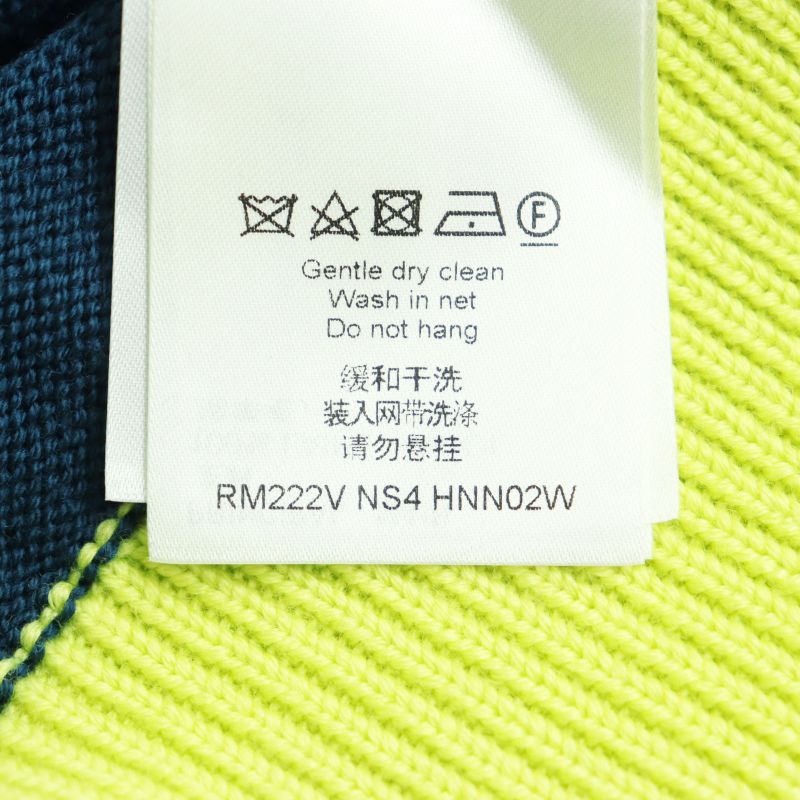 F
Gentle dry clean
Wash in net
Do not hang
缓和干洗
装入网带洗涤
请勿悬挂
RM222V NS4 HNN02W